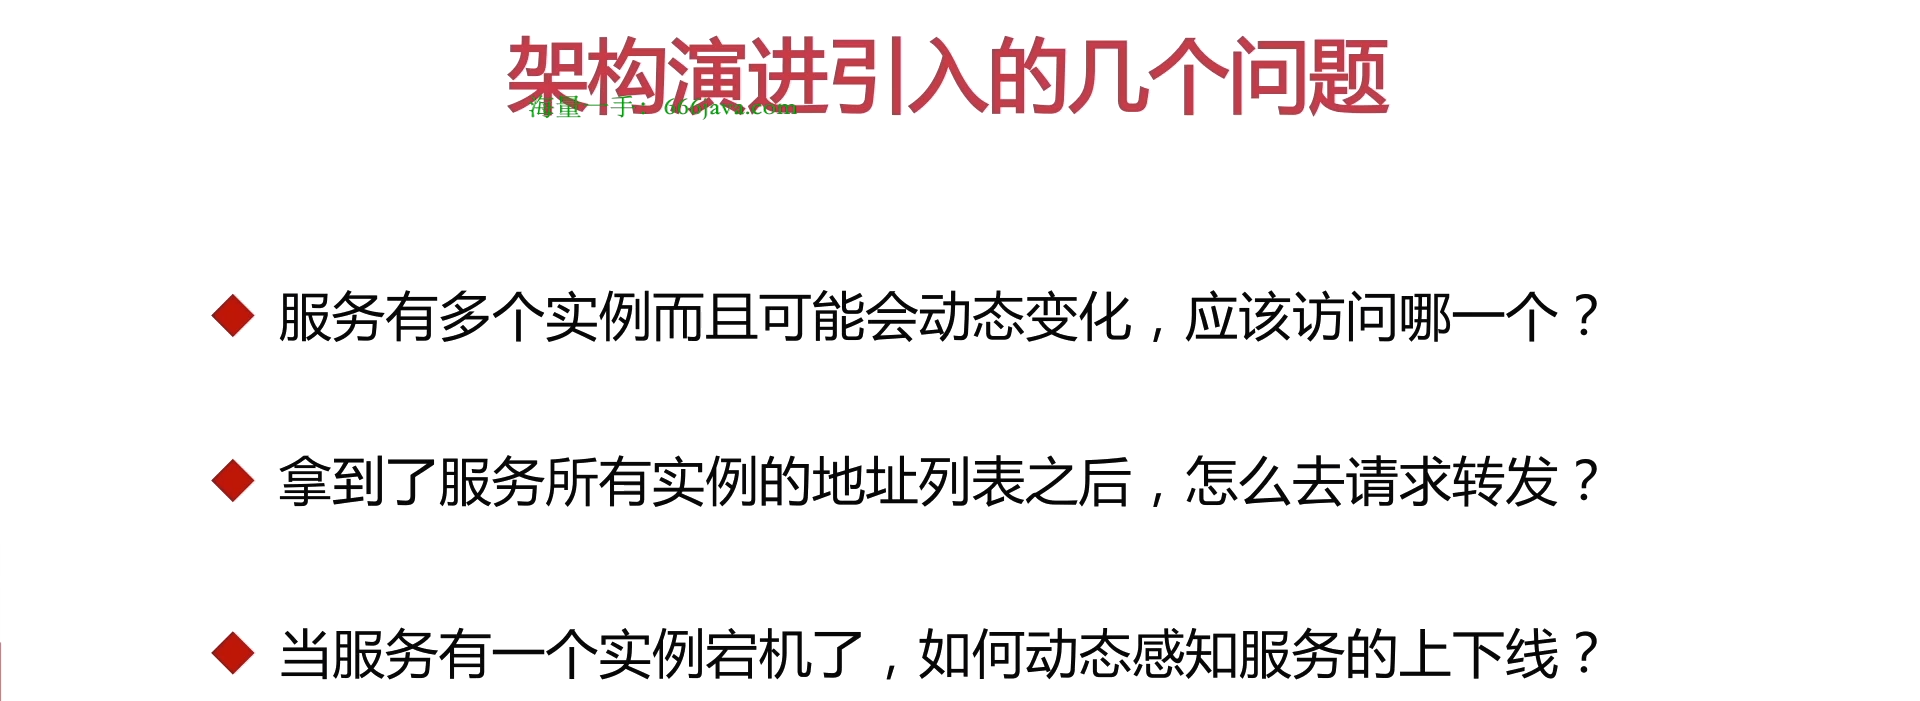 架构演进引入的几个问题
海量一手：666java.com
服务有多个实例而且可能会动态变化，应该访问哪一个？
拿到了服务所有实例的地址列表之后，怎么去请求转发？
当服务有一个实例宕机了，如何动态感知服务的上下线？